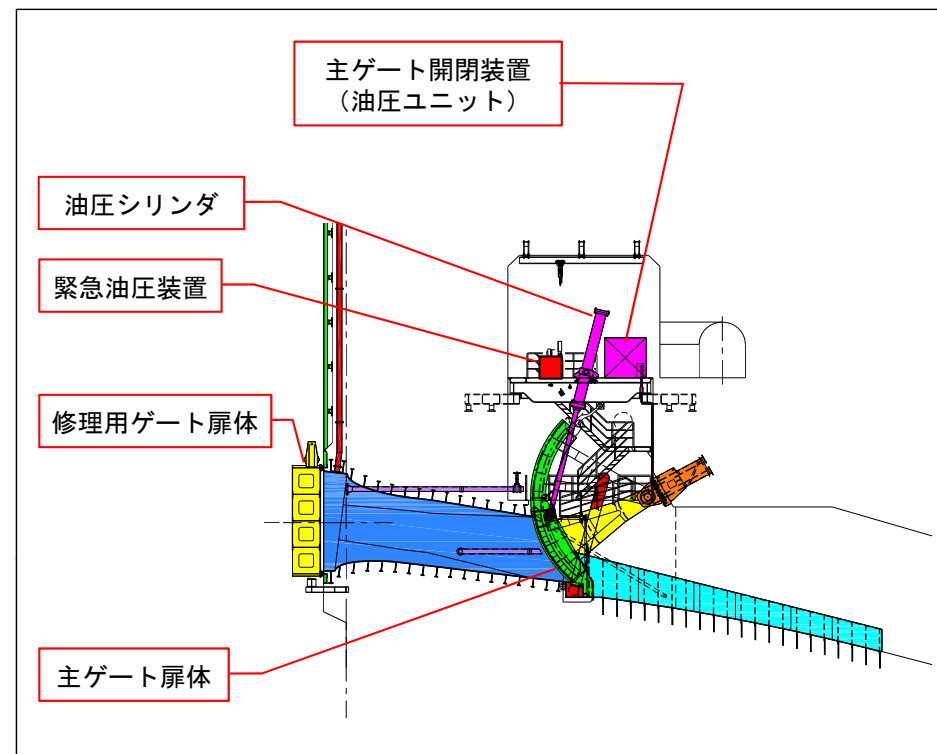 主ゲート開閉装置
（油圧ユニット）
油圧シリンダ
緊急油圧装置
修理用ゲート扉体
主ゲート扉体